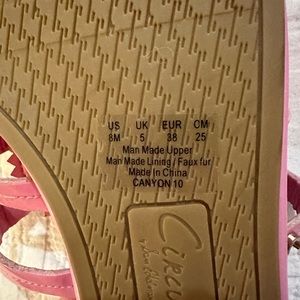 US UK EUR CM
8M 5 38 25
Man Made Upper
Man Made Lining / Faux fur
Made in China
CANYON 10
Circus